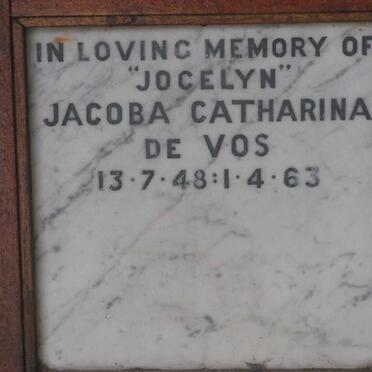 IN LOVING MEMORY OF
"JOCELYN"
JACOBA CATHARINA
DE VOS
13·7·48:1·4·63